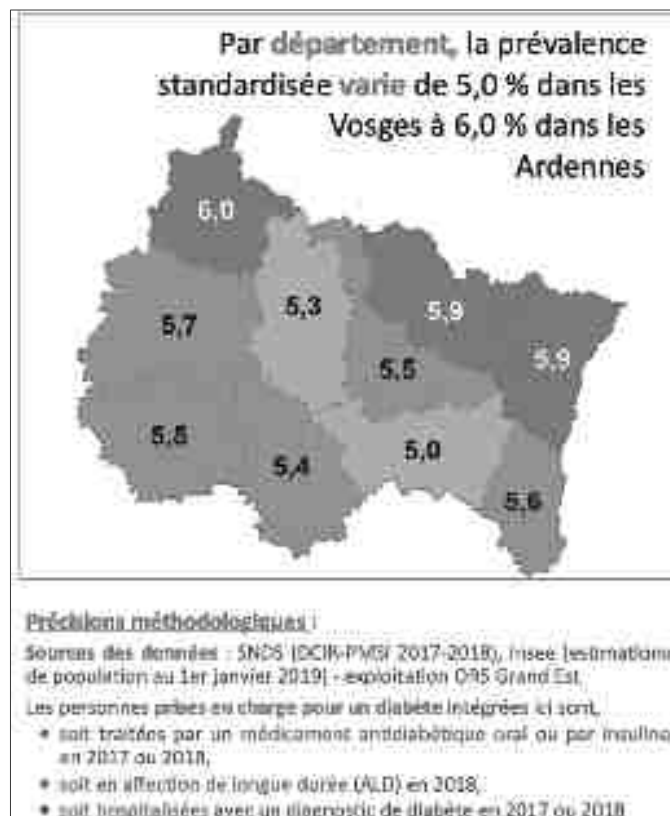 Par département, la prévalence
standardisée varie de 5,0 % dans les
Vosges à 6,0 % dans les
Ardennes
6,0
5,3
5,7
5,9
5,9
5,5
5,4
5,0
5,6
Précisions méthodologiques :
Sources des données : SNDS (DCIR-PMSI 2017-2018), Insee (estimations
de population au 1er janvier 2019) - exploitation ORS Grand Est
Les personnes prises en charge pour un diabète intégrées ici sont,
• soit traitées par un médicament antidiabétique oral ou par insuline
en 2017 ou 2018,
• soit en affection de longue durée (ALD) en 2018,
• soit hospitalisées avec un diagnostic de diabète en 2017 ou 2018